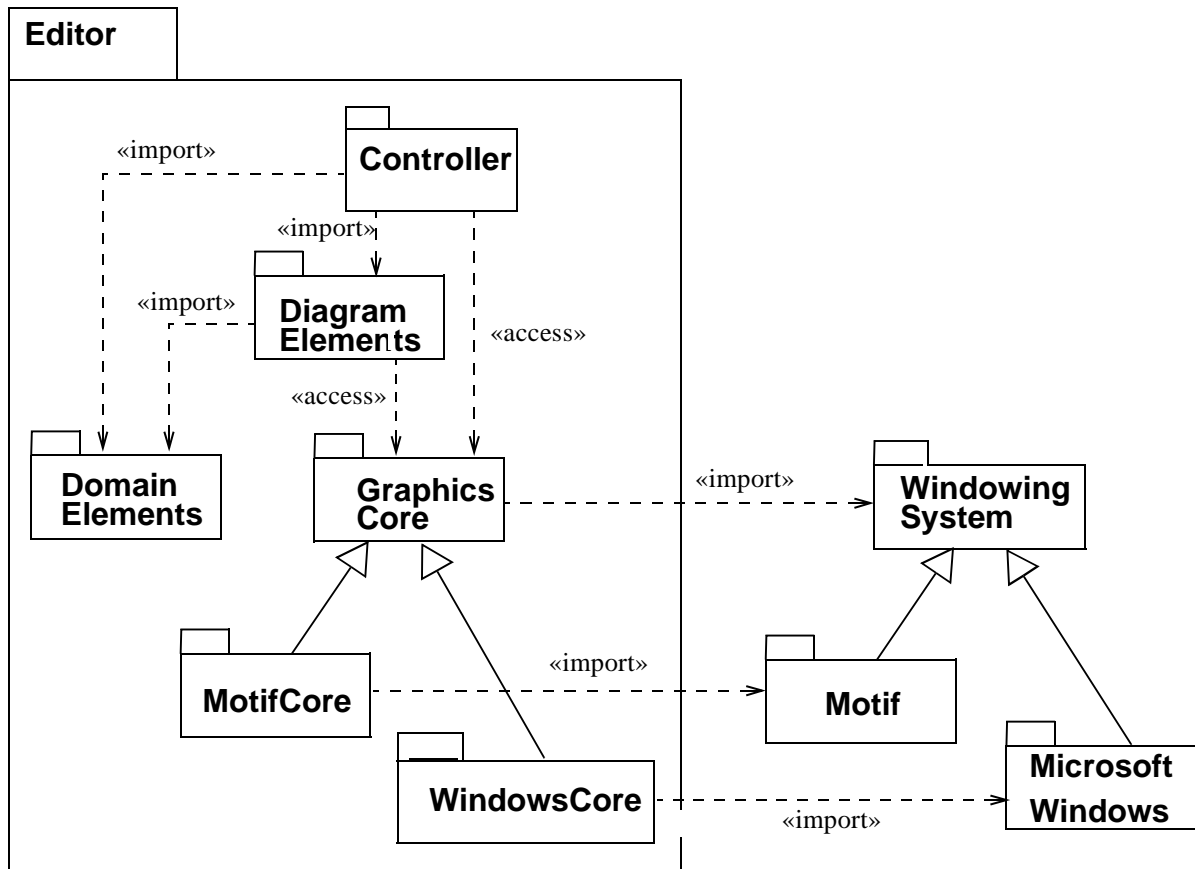 Editor
«import»
Controller
«import»
«import»
Diagram
Elements
«access»
«access»
Domain
Elements
Graphics
Core
«import»
Windowing
System
MotifCore
«import»
Motif
WindowsCore
«import»
Microsoft
Windows